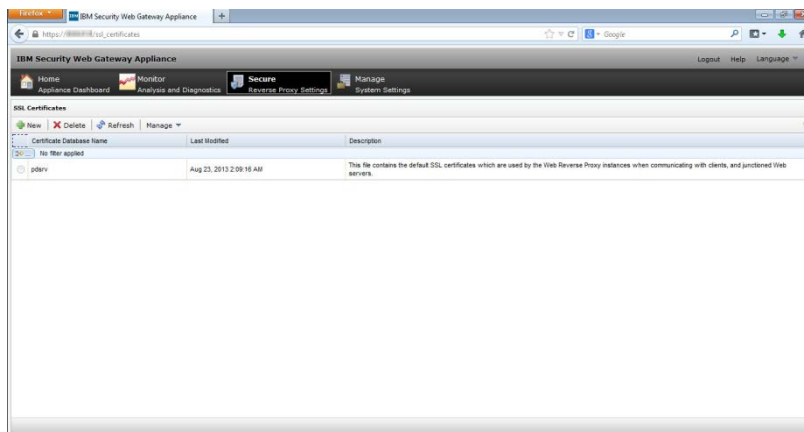 Firefox
IBM Security Web Gateway Appliance
https:// /ssl_certificates
Google
IBM Security Web Gateway Appliance
Logout Help Language
Home
Appliance Dashboard
Monitor
Analysis and Diagnostics
Secure
Reverse Proxy Settings
Manage
System Settings
SSL Certificates
New Delete Refresh Manage
Certificate Database Name Last Modified Description
No filter applied
pdsrv Aug 23, 2013 2:09:16 AM This file contains the default SSL certificates which are used by the Web Reverse Proxy instances when communicating with clients, and junctioned Web
servers.